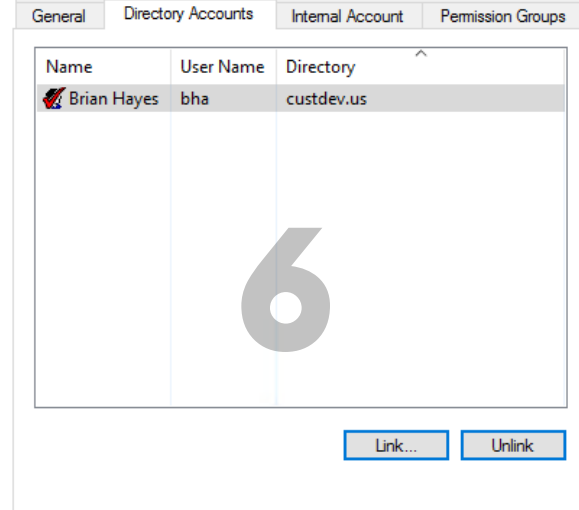 General Directory Accounts Internal Account Permission Groups
Name User Name Directory
Brian Hayes bha custdev.us
6
Link... Unlink